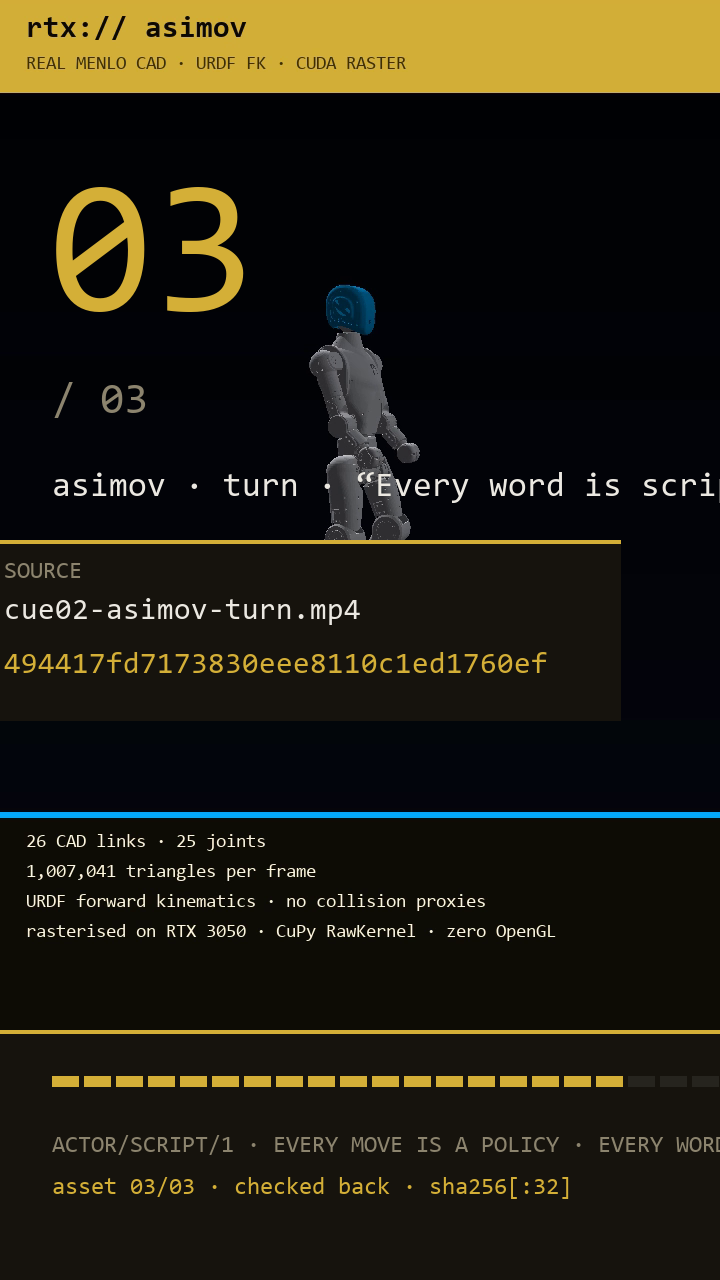 rtx:// asimov
REAL MENLO CAD · URDF FK · CUDA RASTER
03
/ 03
asimov · turn · “Every word is scrip
SOURCE
cue02-asimov-turn.mp4
494417fd7173830eee8110c1ed1760ef
26 CAD links · 25 joints
1,007,041 triangles per frame
URDF forward kinematics · no collision proxies
rasterised on RTX 3050 · CuPy RawKernel · zero OpenGL
ACTOR/SCRIPT/1 · EVERY MOVE IS A POLICY · EVERY WORD
asset 03/03 · checked back · sha256[:32]